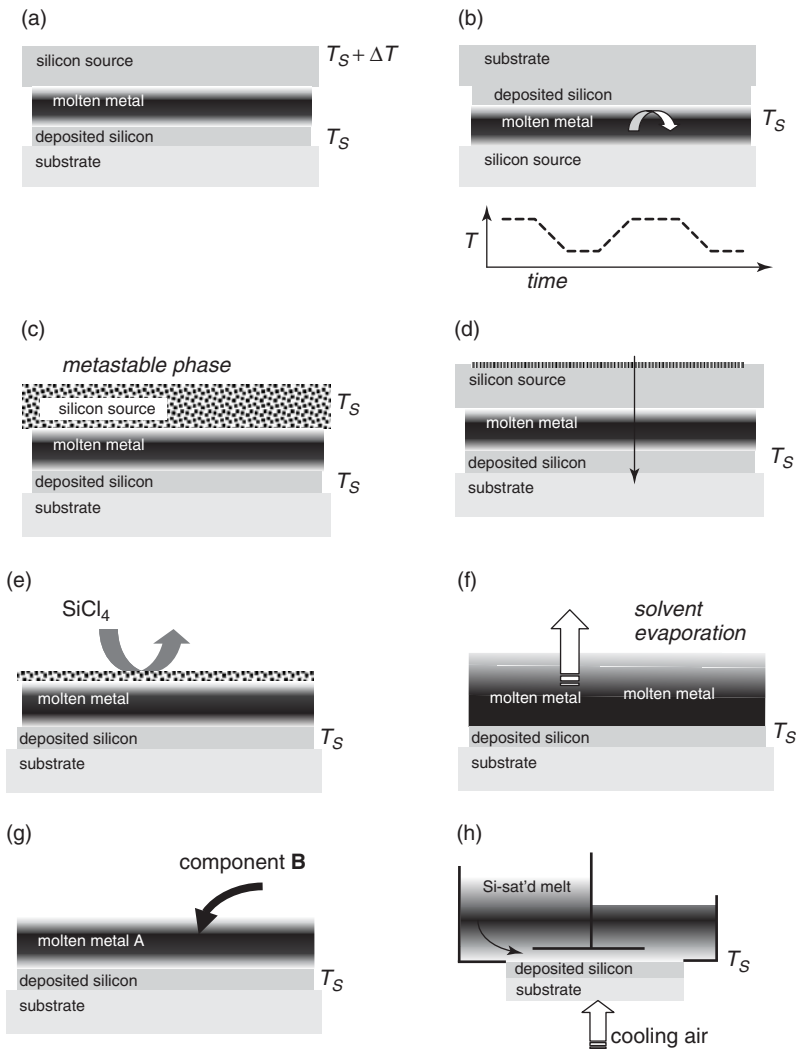 (a)
silicon source
T_S + ΔT
molten metal
deposited silicon
T_S
substrate
(b)
substrate
deposited silicon
molten metal
T_S
silicon source
T
time
(c)
metastable phase
silicon source
T_S
molten metal
deposited silicon
T_S
substrate
(d)
silicon source
molten metal
deposited silicon
T_S
substrate
(e)
SiCl4
molten metal
deposited silicon
T_S
substrate
(f)
solvent
evaporation
molten metal molten metal
deposited silicon
T_S
substrate
(g)
component B
molten metal A
deposited silicon
T_S
substrate
(h)
Si-sat'd melt
T_S
deposited silicon
substrate
cooling air